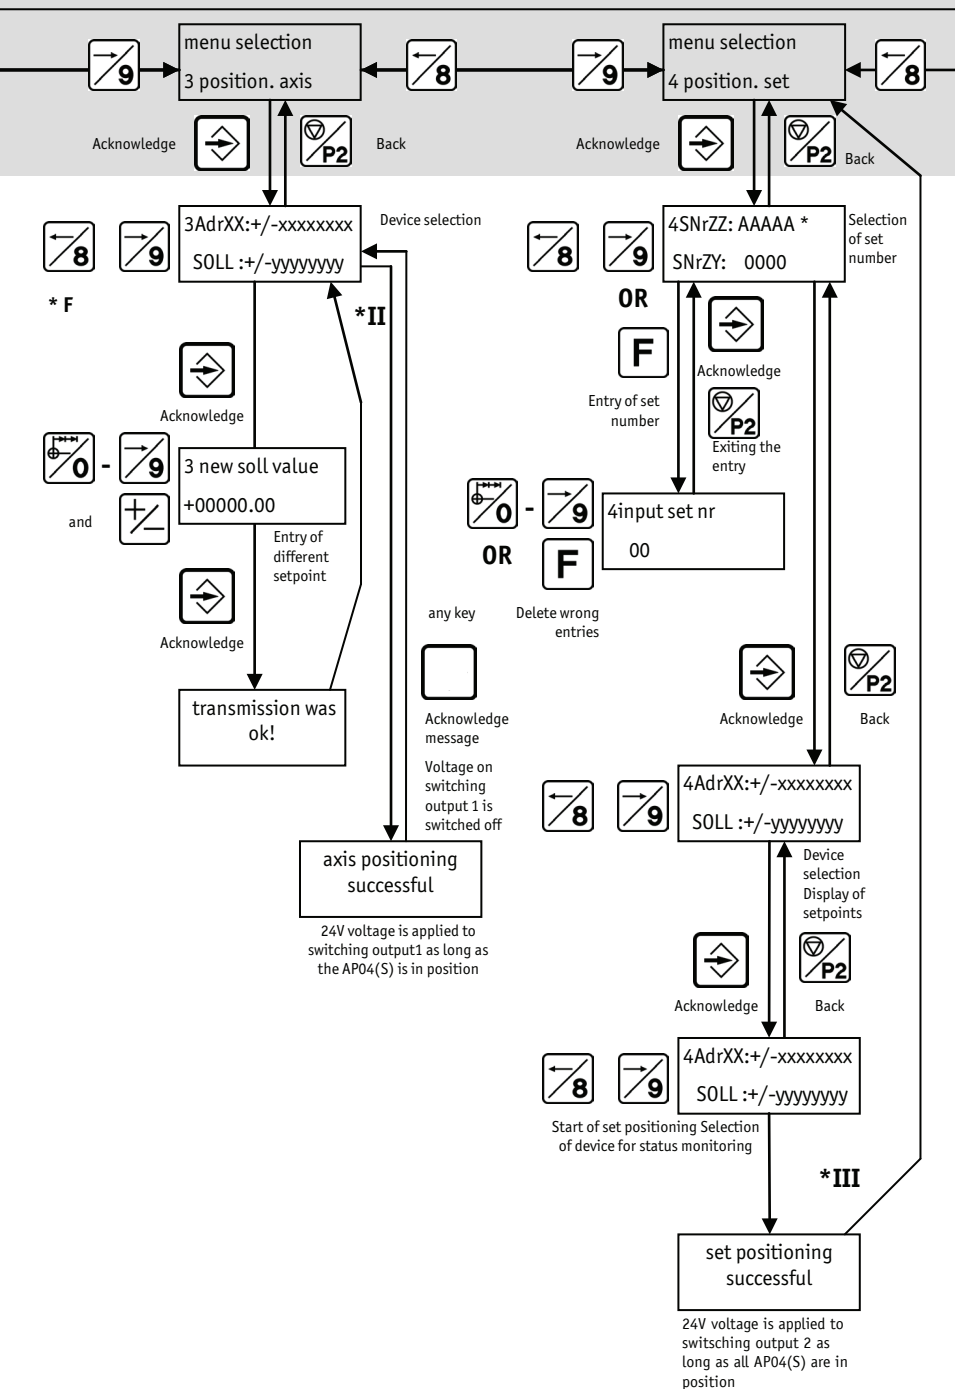 menu selection
3 position. axis
9
8
menu selection
4 position. set
9
8
Acknowledge
P2
Back
Acknowledge
P2
Back
3AdrXX:+/-xxxxxxxx
SOLL :+/-yyyyyyyy
Device selection
8
9
* F
*II
4SNrZZ: AAAAA *
SNrZY: 0000
Selection
of set
number
8
9
OR
F
Entry of set
number
Acknowledge
P2
Exiting the
entry
Acknowledge
0
-
9
and
+/−
3 new soll value
+00000.00
Entry of
different
setpoint
Acknowledge
0
-
9
OR
F
Delete wrong
entries
4input set nr
00
transmission was
ok!
any key
Acknowledge
message
Voltage on
switching
output 1 is
switched off
axis positioning
successful
24V voltage is applied to
switching output1 as long as
the AP04(S) is in position
Acknowledge
P2
Back
8
9
4AdrXX:+/-xxxxxxxx
SOLL :+/-yyyyyyyy
Device
selection
Display of
setpoints
Acknowledge
P2
Back
8
9
4AdrXX:+/-xxxxxxxx
SOLL :+/-yyyyyyyy
Start of set positioning Selection
of device for status monitoring
*III
set positioning
successful
24V voltage is applied to
switsching output 2 as
long as all AP04(S) are in
position